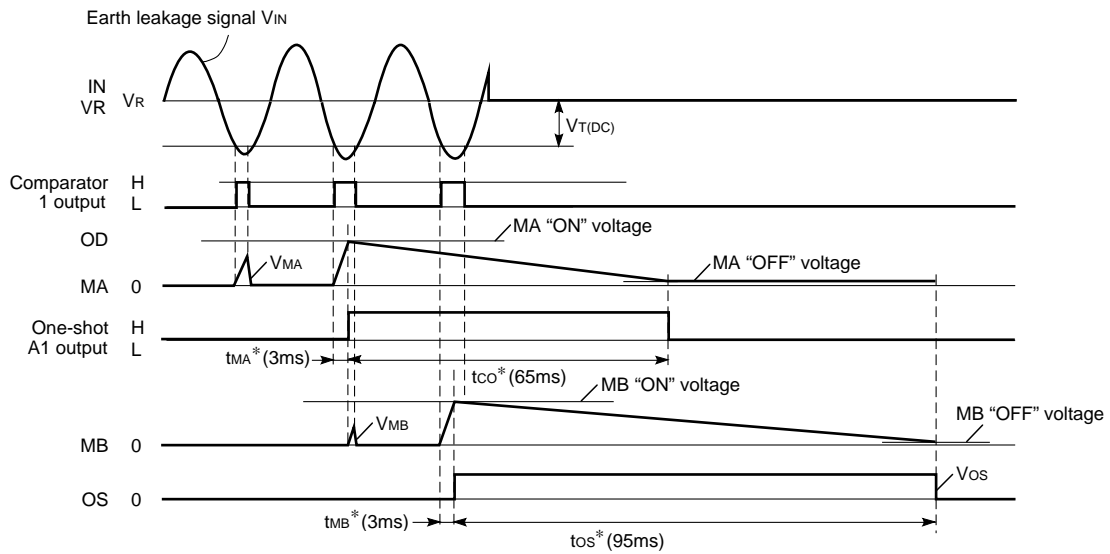 Earth leakage signal VIN
IN
VR
VR
VT(DC)
Comparator
1 output
H
L
OD
MA "ON" voltage
VMA
MA "OFF" voltage
MA 0
One-shot
A1 output
H
L
tMA* (3ms)
tCO* (65ms)
MB "ON" voltage
MB "OFF" voltage
VMB
MB 0
VOS
OS 0
tMB* (3ms)
tOS* (95ms)